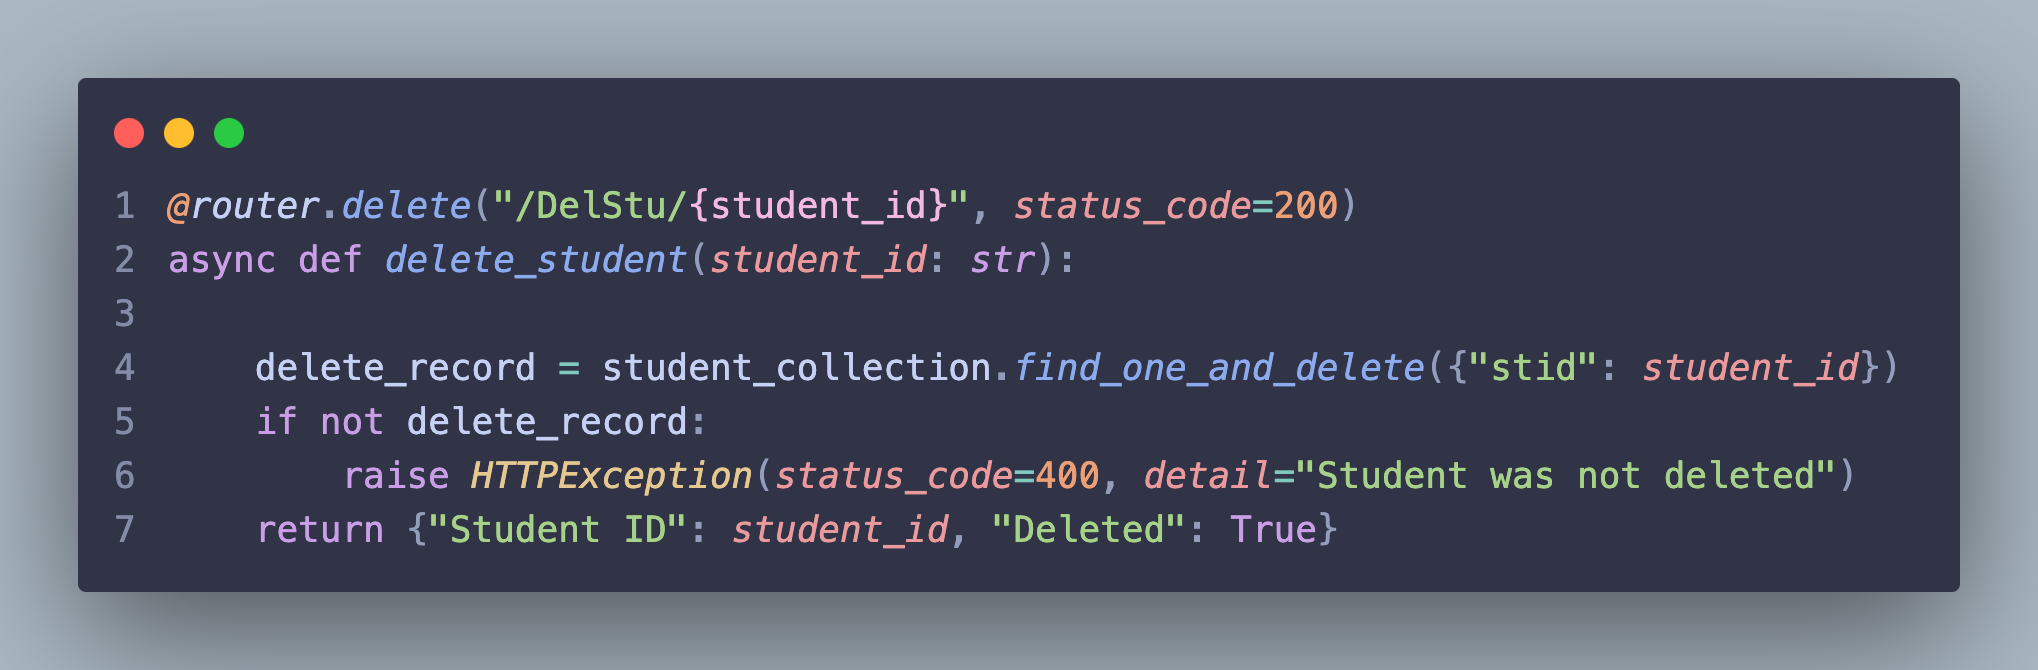 1 @router.delete("/DelStu/{student_id}", status_code=200)
2 async def delete_student(student_id: str):
3
4     delete_record = student_collection.find_one_and_delete({"stid": student_id})
5     if not delete_record:
6         raise HTTPException(status_code=400, detail="Student was not deleted")
7     return {"Student ID": student_id, "Deleted": True}